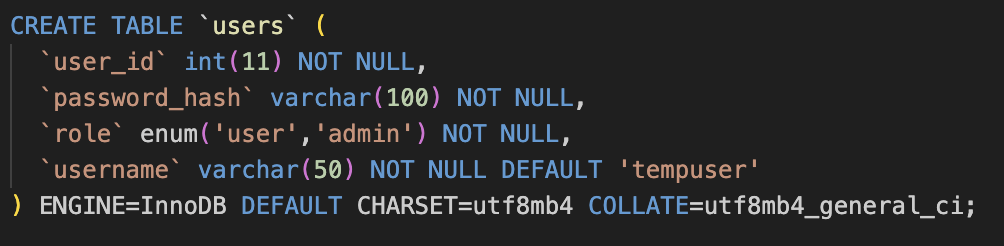 CREATE TABLE `users` (
  `user_id` int(11) NOT NULL,
  `password_hash` varchar(100) NOT NULL,
  `role` enum('user','admin') NOT NULL,
  `username` varchar(50) NOT NULL DEFAULT 'tempuser'
) ENGINE=InnoDB DEFAULT CHARSET=utf8mb4 COLLATE=utf8mb4_general_ci;